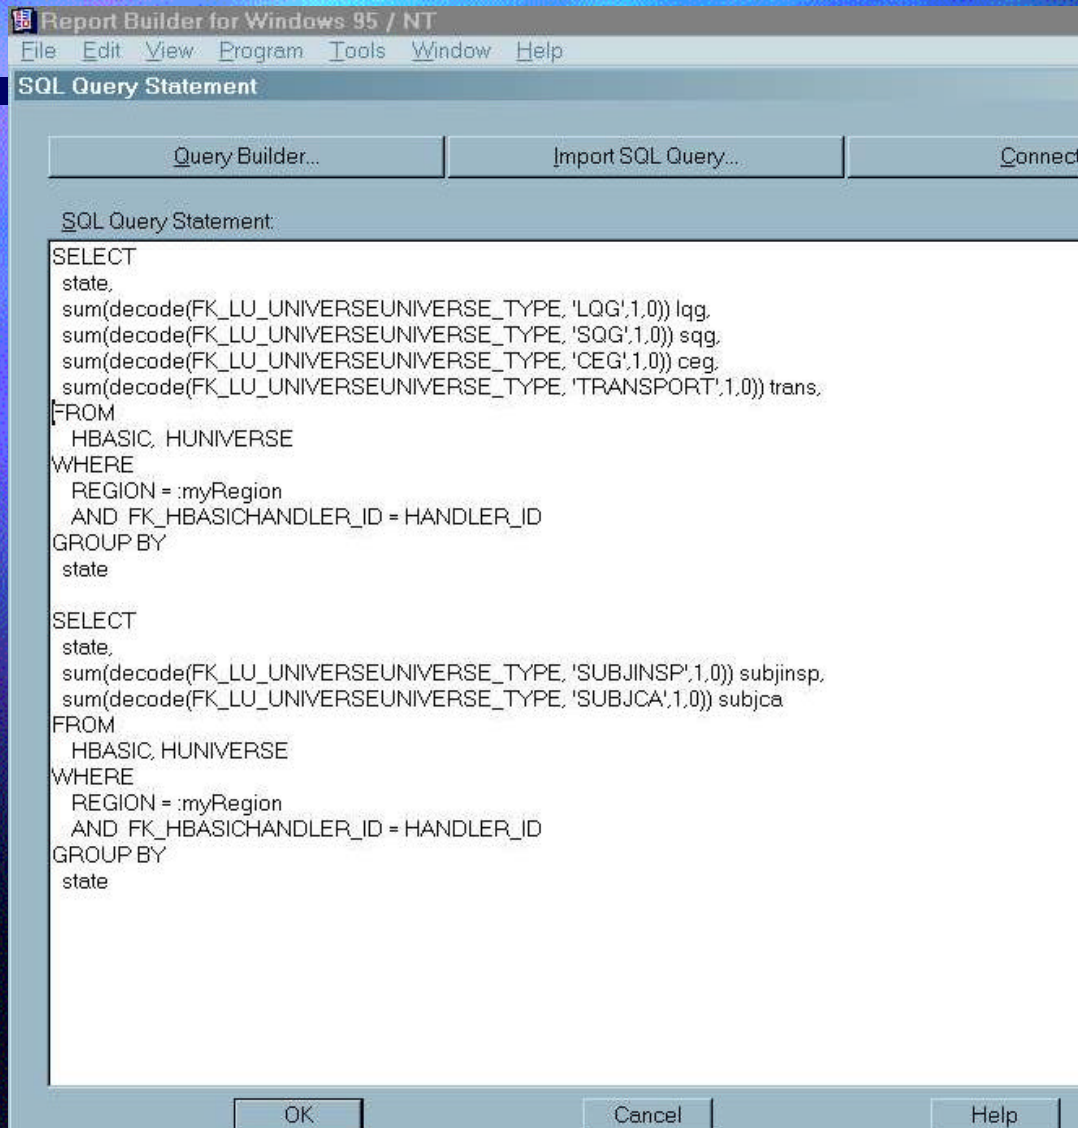 Report Builder for Windows 95 / NT
File Edit View Program Tools Window Help
SQL Query Statement
Query Builder... Import SQL Query... Connect
SQL Query Statement:
SELECT
state,
sum(decode(FK_LU_UNIVERSEUNIVERSE_TYPE, 'LQG',1,0)) lqg,
sum(decode(FK_LU_UNIVERSEUNIVERSE_TYPE, 'SQG',1,0)) sqg,
sum(decode(FK_LU_UNIVERSEUNIVERSE_TYPE, 'CEG',1,0)) ceg,
sum(decode(FK_LU_UNIVERSEUNIVERSE_TYPE, 'TRANSPORT',1,0)) trans,
FROM
HBASIC, HUNIVERSE
WHERE
REGION = :myRegion
AND FK_HBASICHANDLER_ID = HANDLER_ID
GROUP BY
state
SELECT
state,
sum(decode(FK_LU_UNIVERSEUNIVERSE_TYPE, 'SUBJINSP',1,0)) subjinsp,
sum(decode(FK_LU_UNIVERSEUNIVERSE_TYPE, 'SUBJCA',1,0)) subjca
FROM
HBASIC, HUNIVERSE
WHERE
REGION = :myRegion
AND FK_HBASICHANDLER_ID = HANDLER_ID
GROUP BY
state
OK Cancel Help